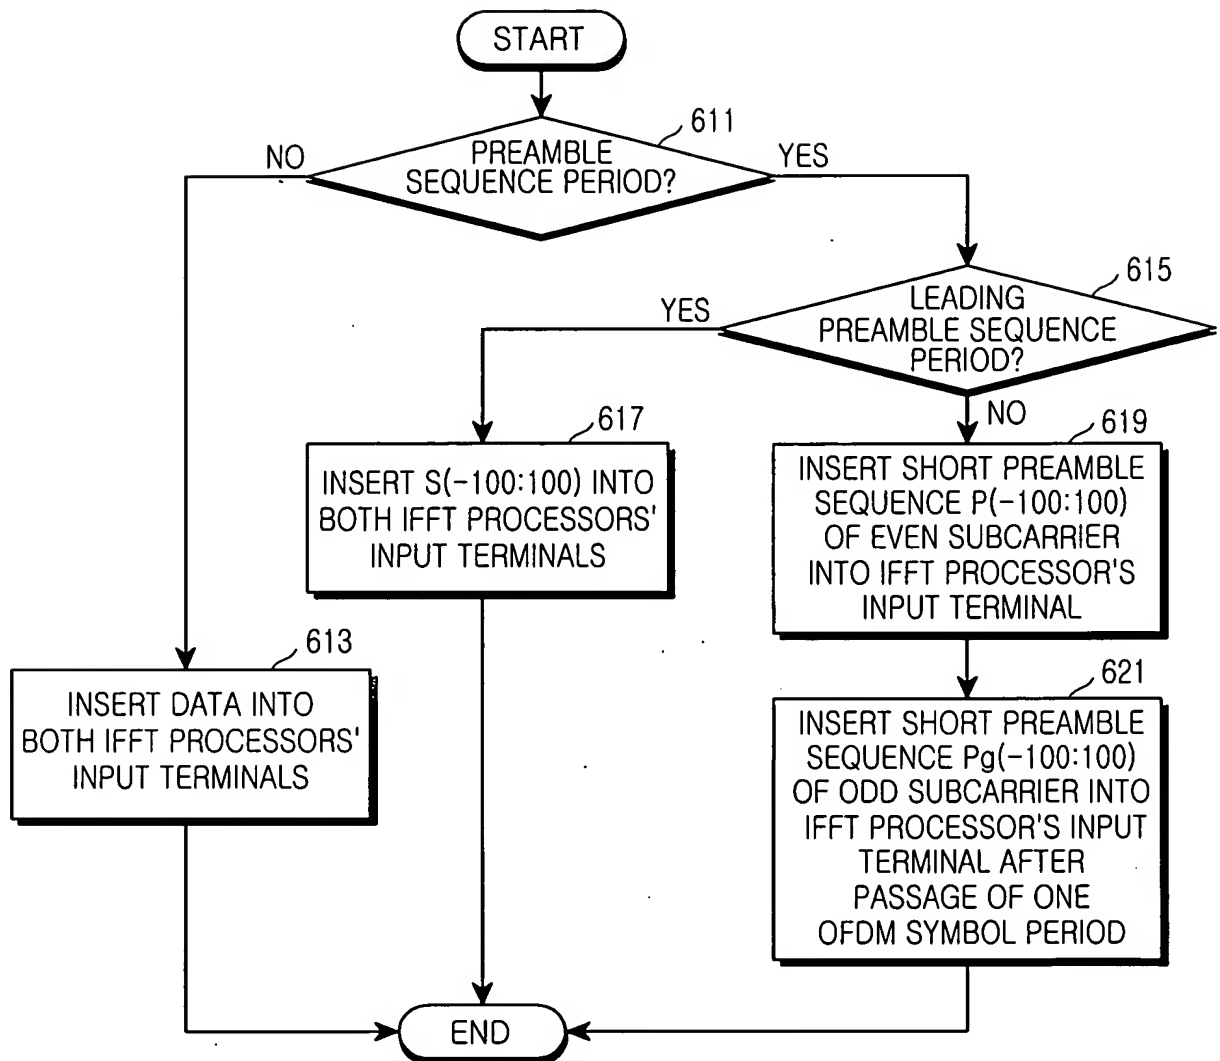 START
611
PREAMBLE
SEQUENCE PERIOD?
NO
YES
615
LEADING
PREAMBLE SEQUENCE
PERIOD?
YES
NO
617
INSERT S(-100:100) INTO
BOTH IFFT PROCESSORS'
INPUT TERMINALS
619
INSERT SHORT PREAMBLE
SEQUENCE P(-100:100)
OF EVEN SUBCARRIER
INTO IFFT PROCESSOR'S
INPUT TERMINAL
613
INSERT DATA INTO
BOTH IFFT PROCESSORS'
INPUT TERMINALS
621
INSERT SHORT PREAMBLE
SEQUENCE Pg(-100:100)
OF ODD SUBCARRIER INTO
IFFT PROCESSOR'S INPUT
TERMINAL AFTER
PASSAGE OF ONE
OFDM SYMBOL PERIOD
END